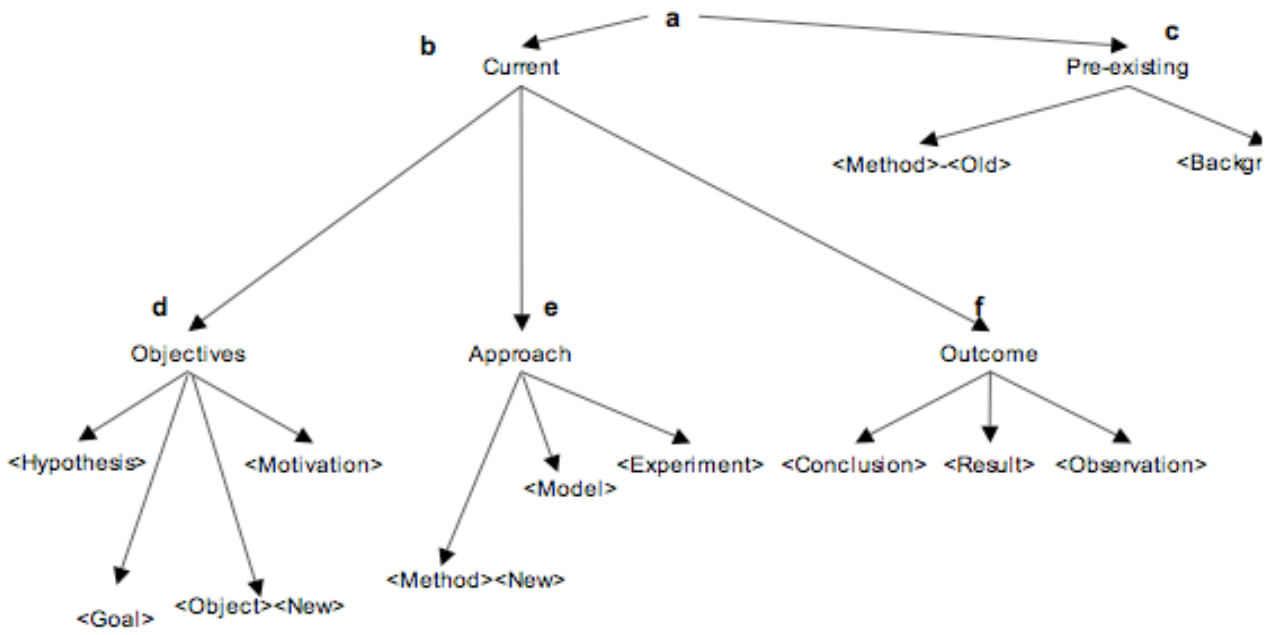 a
b
c
Current
Pre-existing
<Method>-<Old>
<Backgr
d
e
f
Objectives
Approach
Outcome
<Hypothesis>
<Motivation>
<Experiment>
<Conclusion>
<Result>
<Observation>
<Model>
<Method><New>
<Goal>
<Object><New>